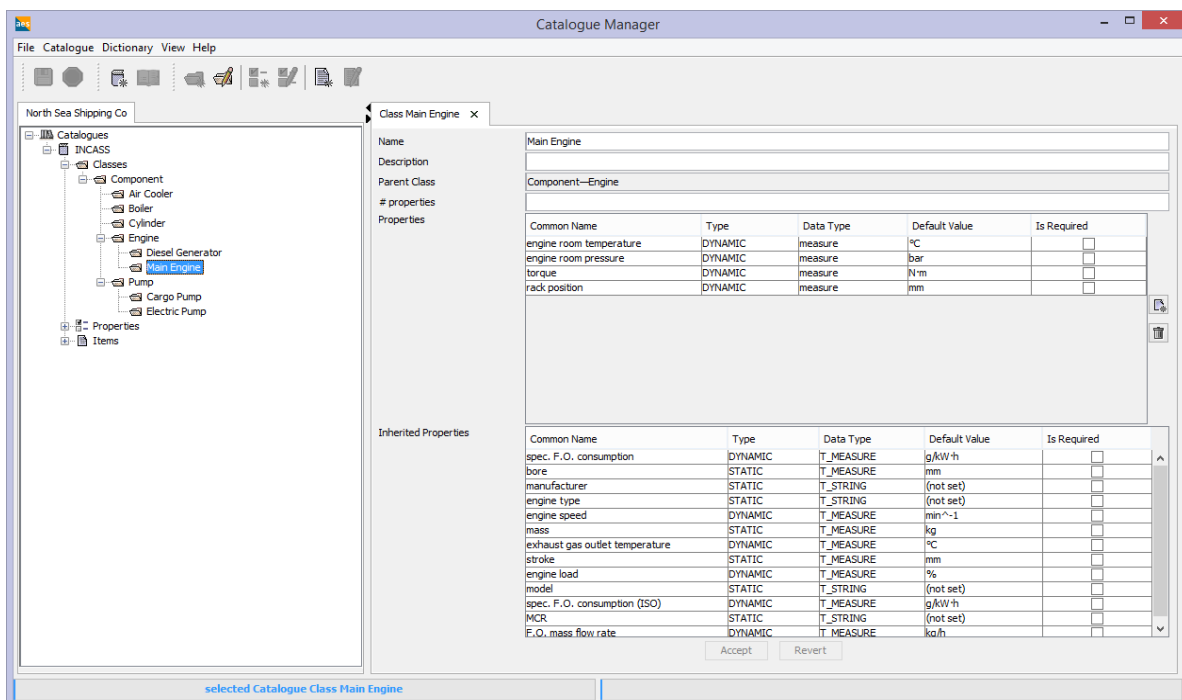 aes Catalogue Manager
File Catalogue Dictionary View Help
North Sea Shipping Co
Catalogues
INCASS
Classes
Component
Air Cooler
Boiler
Cylinder
Engine
Diesel Generator
Main Engine
Pump
Cargo Pump
Electric Pump
Properties
Items
Class Main Engine X
Name Main Engine
Description
Parent Class Component—Engine
# properties
Properties
Common Name Type Data Type Default Value Is Required
engine room temperature DYNAMIC measure °C
engine room pressure DYNAMIC measure bar
torque DYNAMIC measure N·m
rack position DYNAMIC measure mm
Inherited Properties
Common Name Type Data Type Default Value Is Required
spec. F.O. consumption DYNAMIC T_MEASURE g/kW·h
bore STATIC T_MEASURE mm
manufacturer STATIC T_STRING (not set)
engine type STATIC T_STRING (not set)
engine speed DYNAMIC T_MEASURE min^-1
mass STATIC T_MEASURE kg
exhaust gas outlet temperature DYNAMIC T_MEASURE °C
stroke STATIC T_MEASURE mm
engine load DYNAMIC T_MEASURE %
model STATIC T_STRING (not set)
spec. F.O. consumption (ISO) DYNAMIC T_MEASURE g/kW·h
MCR STATIC T_STRING (not set)
F.O. mass flow rate DYNAMIC T_MEASURE kg/h
Accept Revert
selected Catalogue Class Main Engine